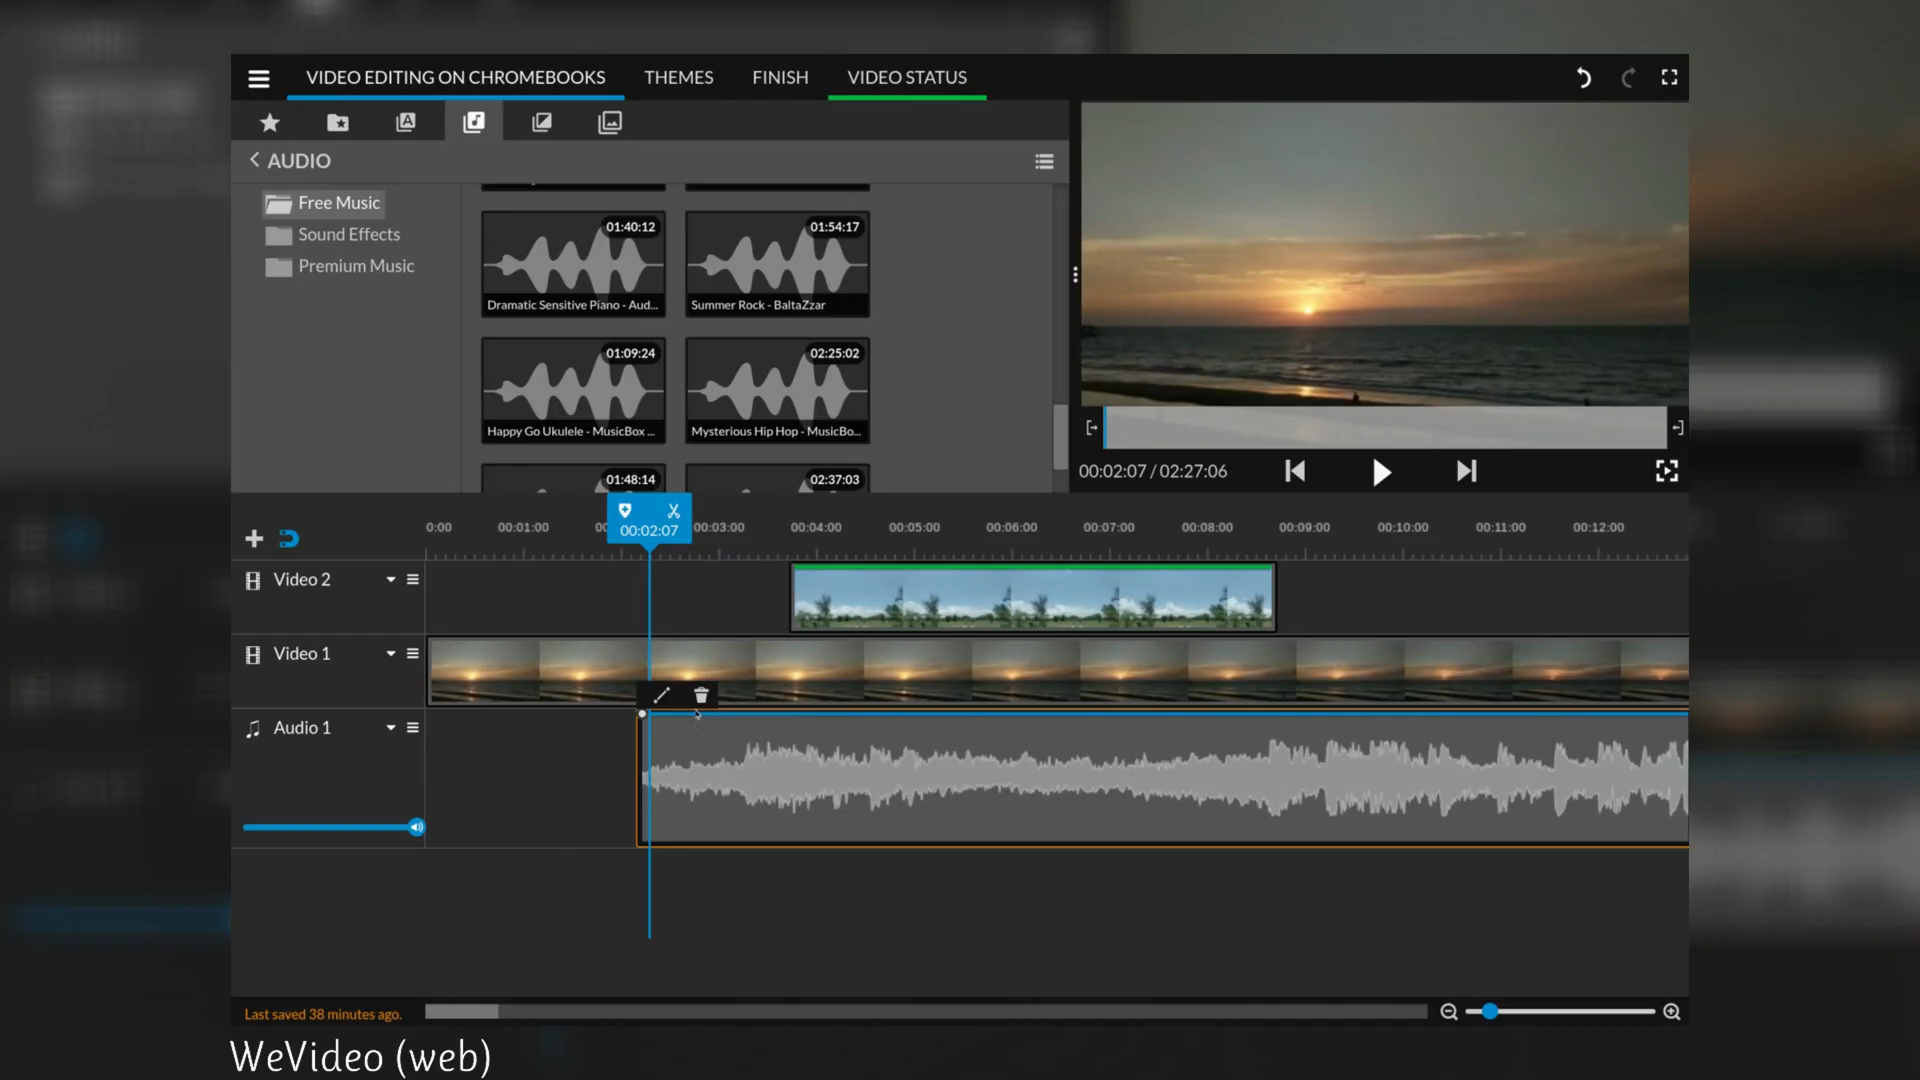 VIDEO EDITING ON CHROMEBOOKS
THEMES
FINISH
VIDEO STATUS
AUDIO
Free Music
Sound Effects
Premium Music
01:40:12
Dramatic Sensitive Piano - Aud...
01:54:17
Summer Rock - BaltaZzar
01:09:24
Happy Go Ukulele - MusicBox ...
02:25:02
Mysterious Hip Hop - MusicBo...
01:48:14
02:37:03
00:02:07 / 02:27:06
0:00
00:01:00
00:02:07
00:03:00
00:04:00
00:05:00
00:06:00
00:07:00
00:08:00
00:09:00
00:10:00
00:11:00
00:12:00
Video 2
Video 1
Audio 1
Last saved 38 minutes ago.
WeVideo (web)